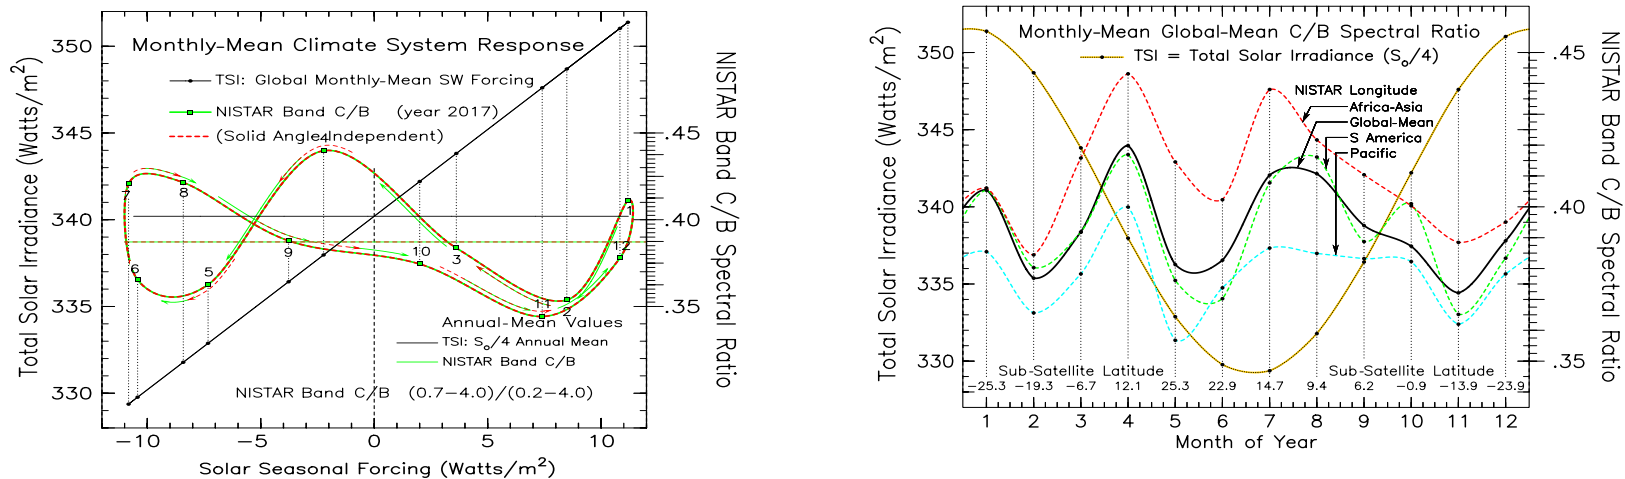 Monthly-Mean Climate System Response
TSI: Global Monthly-Mean SW Forcing
NISTAR Band C/B (year 2017)
(Solid Angle Independent)
Total Solar Irradiance (Watts/m²)
350
345
340
335
330
NISTAR Band C/B Spectral Ratio
.45
.40
.35
7
8
4
1
6
5
9
10
3
12
11
2
Annual-Mean Values
TSI: So/4 Annual Mean
NISTAR Band C/B
NISTAR Band C/B (0.7−4.0)/(0.2−4.0)
−10 −5 0 5 10
Solar Seasonal Forcing (Watts/m²)
Monthly-Mean Global-Mean C/B Spectral Ratio
TSI = Total Solar Irradiance (So/4)
NISTAR Longitude
Africa-Asia
Global-Mean
S America
Pacific
Total Solar Irradiance (Watts/m²)
350
345
340
335
330
NISTAR Band C/B Spectral Ratio
.45
.40
.35
Sub-Satellite Latitude Sub-Satellite Latitude
−25.3 −19.3 −6.7 12.1 25.3 22.9 14.7 9.4 6.2 −0.9 −13.9 −23.9
1 2 3 4 5 6 7 8 9 10 11 12
Month of Year